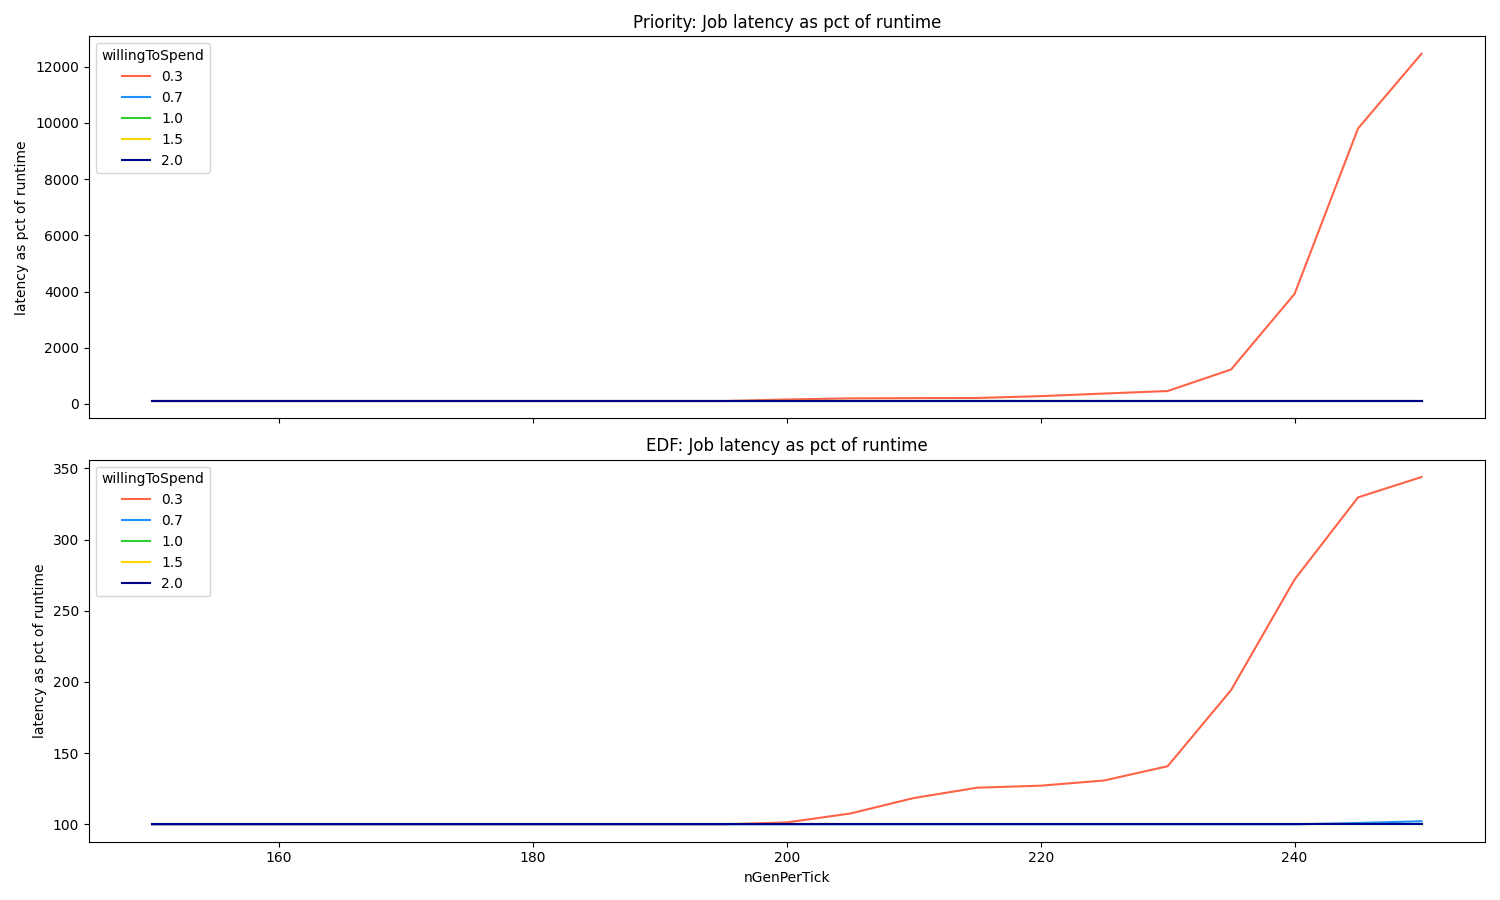 Priority: Job latency as pct of runtime
latency as pct of runtime
12000
10000
8000
6000
4000
2000
0
willingToSpend
0.3
0.7
1.0
1.5
2.0
EDF: Job latency as pct of runtime
latency as pct of runtime
350
300
250
200
150
100
willingToSpend
0.3
0.7
1.0
1.5
2.0
160 180 200 220 240
nGenPerTick